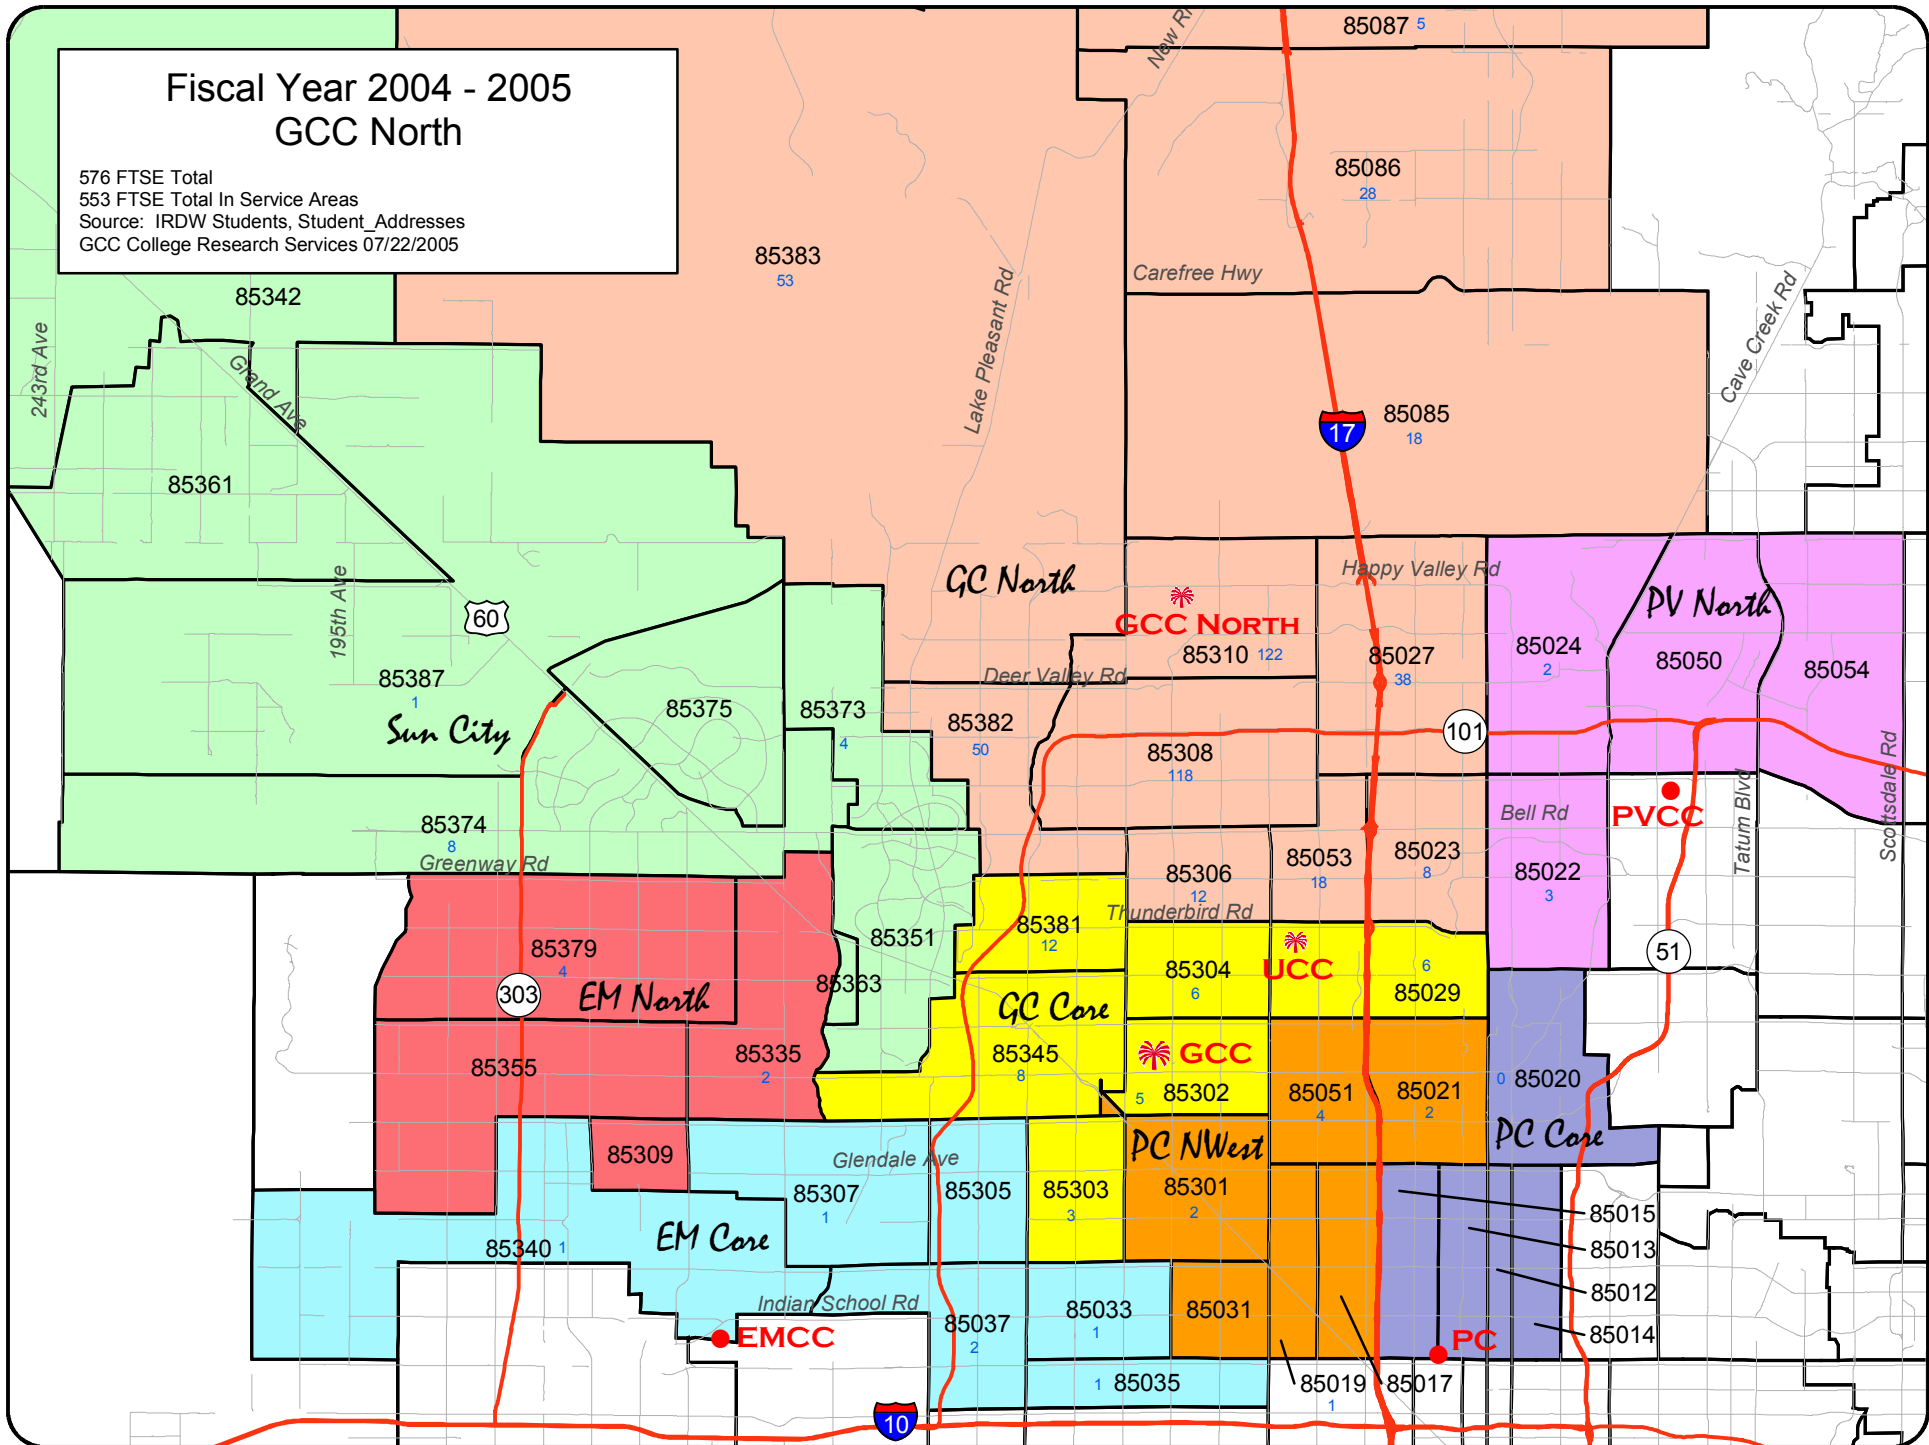 Fiscal Year 2004 - 2005
GCC North
576 FTSE Total
553 FTSE Total In Service Areas
Source: IRDW Students, Student_Addresses
GCC College Research Services 07/22/2005
85087 5
85086
28
85383
53
Carefree Hwy
85342
243rd Ave
Grand Ave
Lake Pleasant Rd
Cave Creek Rd
85085
18
17
85361
195th Ave
60
GC North
GCC North
85310 122
Happy Valley Rd
85027
38
PV North
85024
2
85050
85054
Deer Valley Rd
85387
1
Sun City
85375
85373
4
85382
50
85308
118
101
Scottsdale Rd
Tatum Blvd
PVCC
Bell Rd
85374
8
Greenway Rd
85306
12
85053
18
85023
8
85022
3
Thunderbird Rd
85381
12
85351
85363
85379
4
303
EM North
GC Core
85304
6
UCC
6
85029
51
85355
85335
2
85345
8
GCC
5 85302
85051
4
85021
2
0 85020
PC Core
PC NWest
85309
Glendale Ave
85307
1
85305
85303
3
85301
2
85015
85013
85012
85014
85340 1
EM Core
Indian School Rd
EMCC
85037
2
85033
1
85031
PC
1 85035
85019
1
85017
10